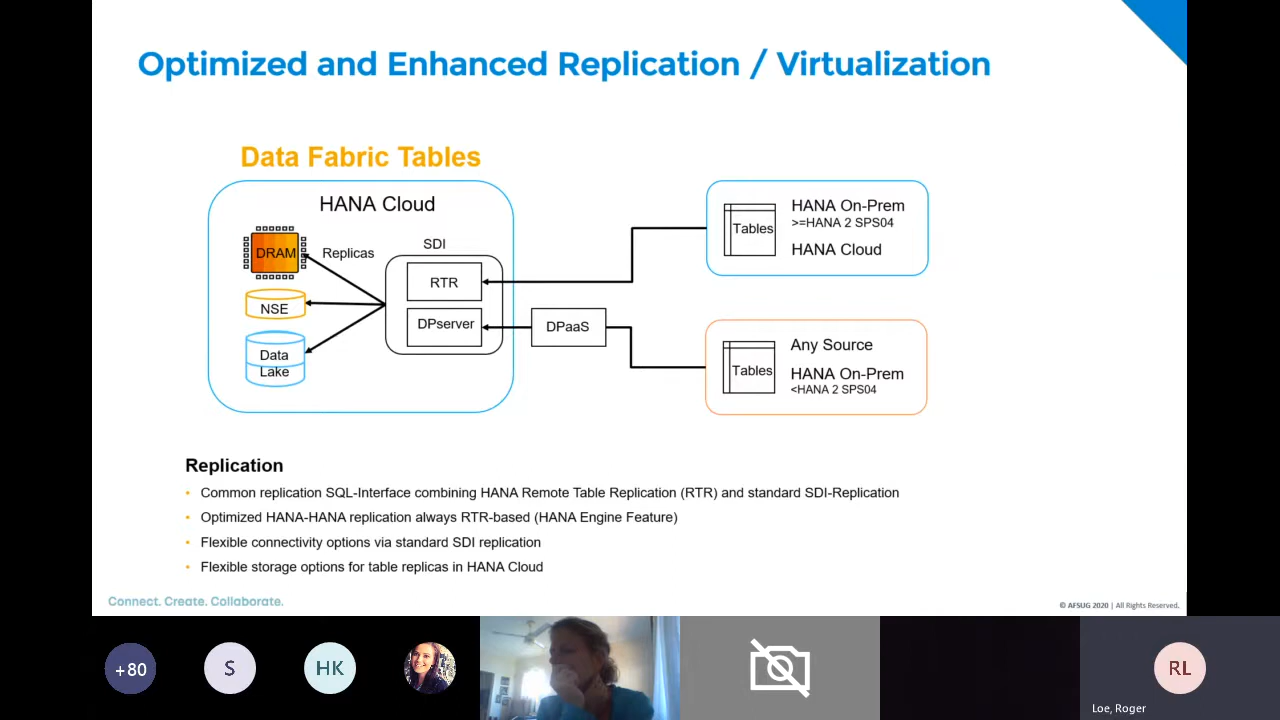 Optimized and Enhanced Replication / Virtualization
Data Fabric Tables
HANA Cloud
DRAM
Replicas
NSE
Data
Lake
SDI
RTR
DPserver
DPaaS
Tables
HANA On-Prem
>=HANA 2 SPS04
HANA Cloud
Tables
Any Source
HANA On-Prem
<HANA 2 SPS04
Replication
• Common replication SQL-Interface combining HANA Remote Table Replication (RTR) and standard SDI-Replication
• Optimized HANA-HANA replication always RTR-based (HANA Engine Feature)
• Flexible connectivity options via standard SDI replication
• Flexible storage options for table replicas in HANA Cloud
Connect. Create. Collaborate.
© AFSUG 2020 | All Rights Reserved.
+80
S
HK
RL
Loe, Roger